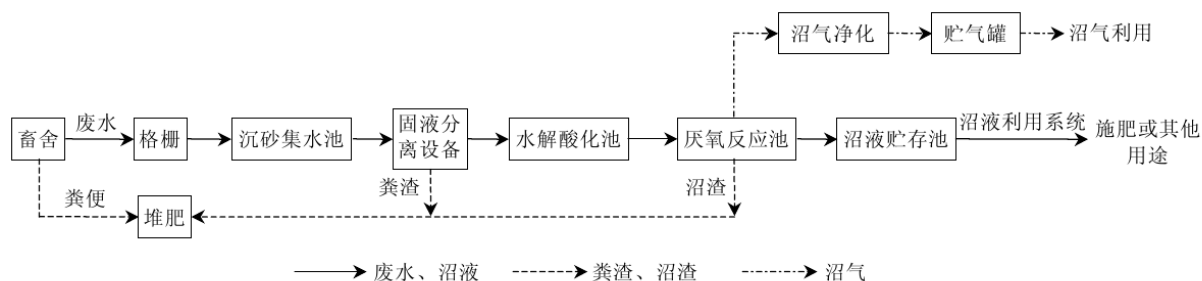 沼气净化
贮气罐
沼气利用
畜舍
废水
格栅
沉砂集水池
固液分
离设备
水解酸化池
厌氧反应池
沼液贮存池
沼液利用系统
施肥或其他
用途
粪便
堆肥
粪渣
沼渣
废水、沼液
粪渣、沼渣
沼气